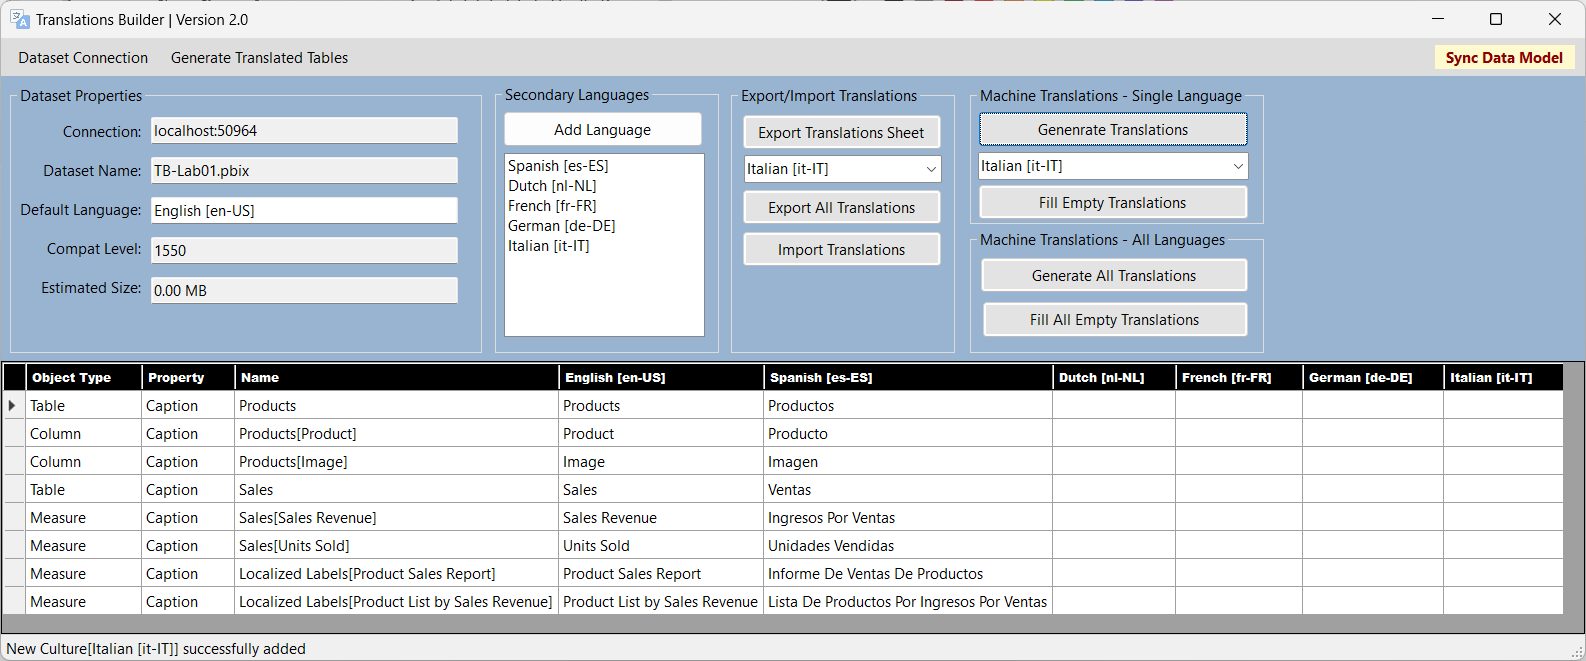 Translations Builder | Version 2.0
Dataset Connection Generate Translated Tables Sync Data Model
Dataset Properties
Connection: localhost:50964
Dataset Name: TB-Lab01.pbix
Default Language: English [en-US]
Compat Level: 1550
Estimated Size: 0.00 MB
Secondary Languages
Add Language
Spanish [es-ES]
Dutch [nl-NL]
French [fr-FR]
German [de-DE]
Italian [it-IT]
Export/Import Translations
Export Translations Sheet
Italian [it-IT]
Export All Translations
Import Translations
Machine Translations - Single Language
Genenrate Translations
Italian [it-IT]
Fill Empty Translations
Machine Translations - All Languages
Generate All Translations
Fill All Empty Translations
Object Type Property Name English [en-US] Spanish [es-ES] Dutch [nl-NL] French [fr-FR] German [de-DE] Italian [it-IT]
Table Caption Products Products Productos
Column Caption Products[Product] Product Producto
Column Caption Products[Image] Image Imagen
Table Caption Sales Sales Ventas
Measure Caption Sales[Sales Revenue] Sales Revenue Ingresos Por Ventas
Measure Caption Sales[Units Sold] Units Sold Unidades Vendidas
Measure Caption Localized Labels[Product Sales Report] Product Sales Report Informe De Ventas De Productos
Measure Caption Localized Labels[Product List by Sales Revenue] Product List by Sales Revenue Lista De Productos Por Ingresos Por Ventas
New Culture[Italian [it-IT]] successfully added